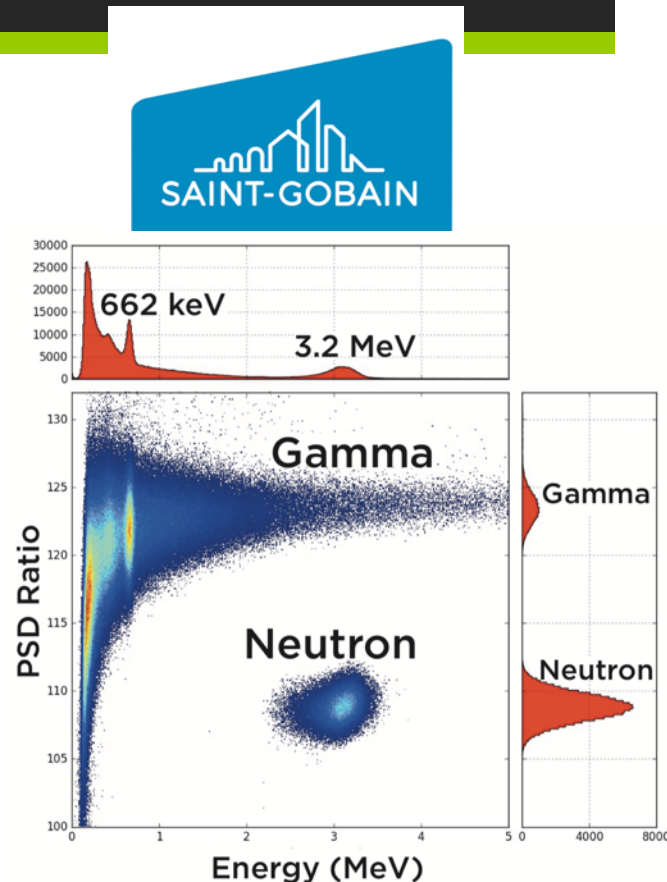 SAINT-GOBAIN
30000
25000
20000
15000
10000
5000
0
662 keV
3.2 MeV
0
130
125
120
115
110
105
100
PSD Ratio
Gamma
Neutron
0 1 2 3 4 5
Energy (MeV)
Gamma
Neutron
0 4000 8000